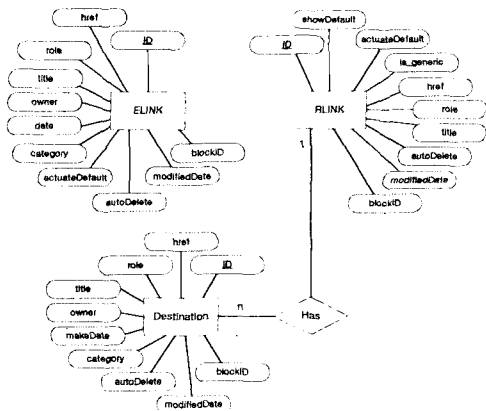 href
ID
role
title
owner
date
category
actuateDefault
autoDelete
modifiedDate
blockID
ELINK
showDefault
ID
actuateDefault
is_generic
href
role
title
autoDelete
modifiedDate
blockID
RLINK
1
href
role
ID
title
owner
makeDate
category
autoDelete
modifiedDate
blockID
Destination
n
Has